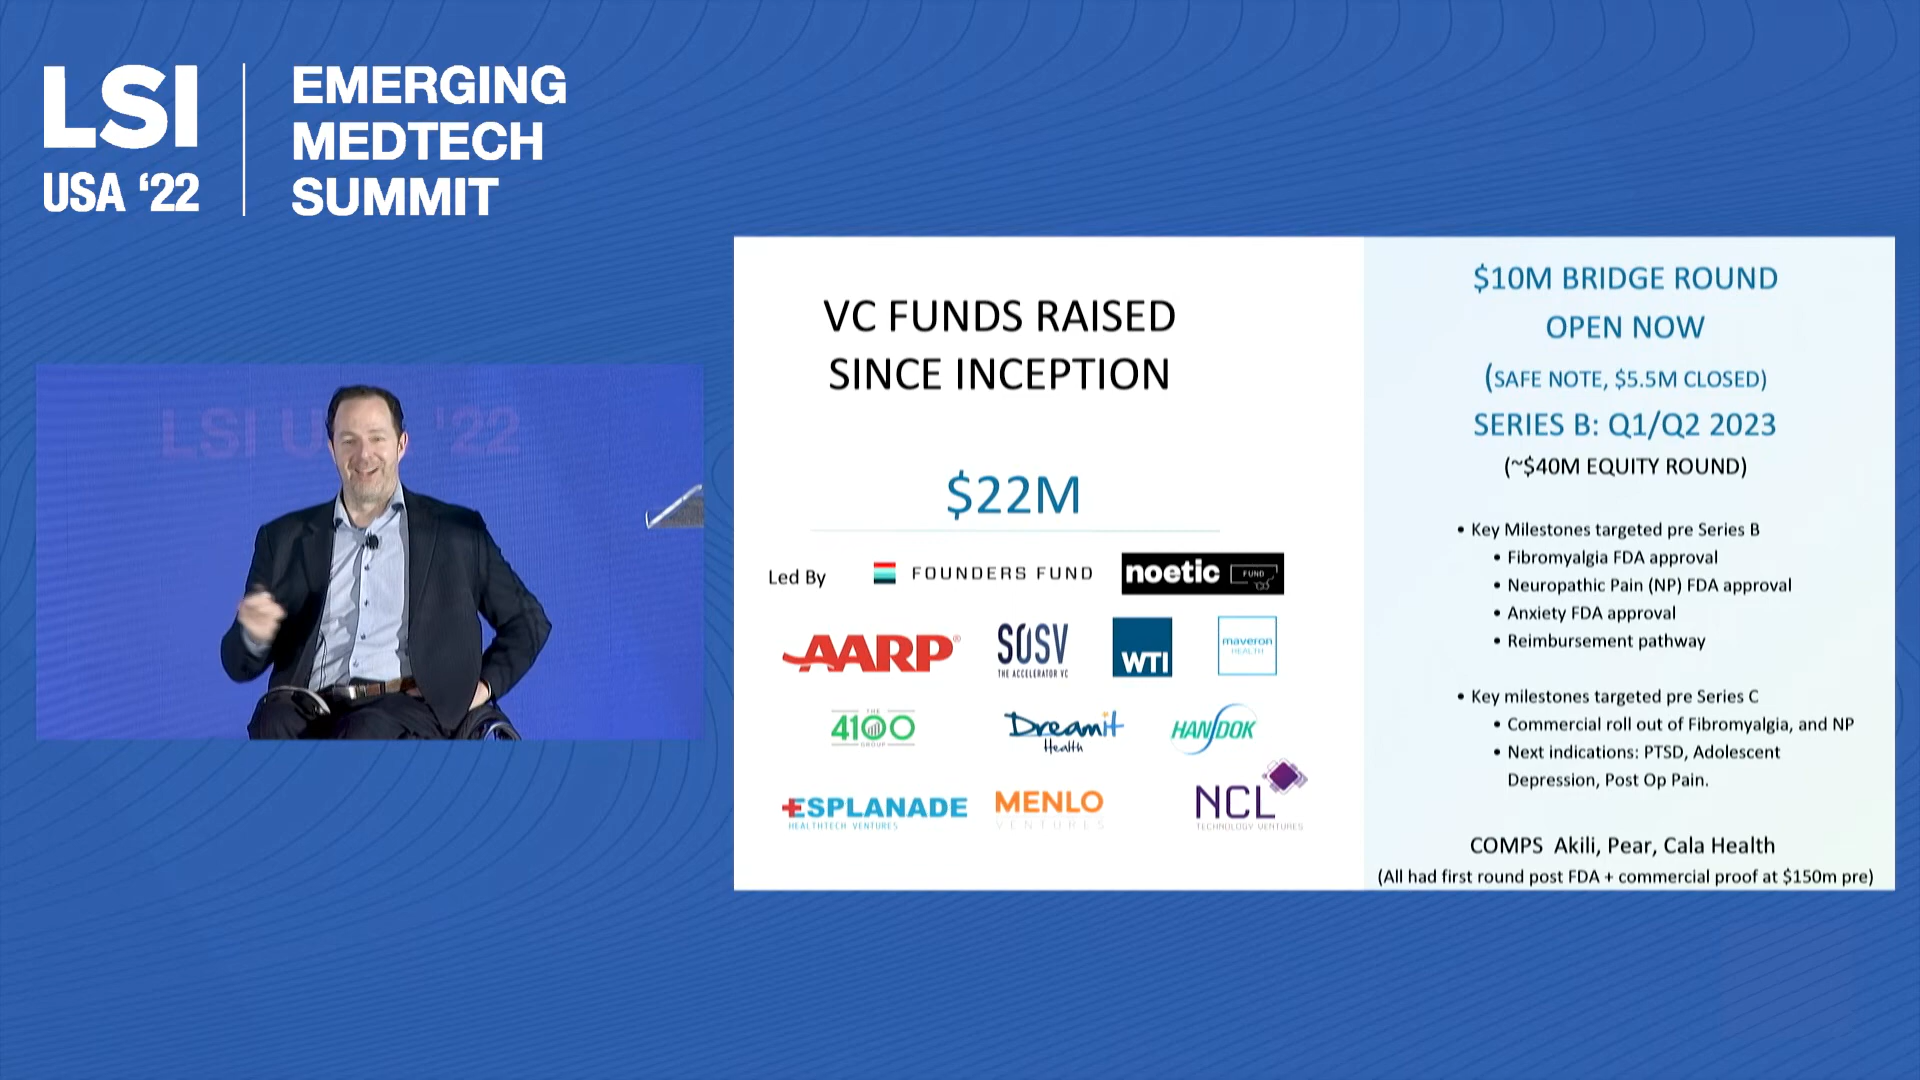 LSI
USA ‘22
EMERGING
MEDTECH
SUMMIT
LSI U '22
VC FUNDS RAISED
SINCE INCEPTION
$22M
Led By
FOUNDERS FUND
noetic FUND
AARP®
SOSV
THE ACCELERATOR VC
WTI
maveron
HEALTH
THE
4100
GROUP
Dreamit
Health
HANDOK
ESPLANADE
HEALTHTECH VENTURES
MENLO
VENTURES
NCL
TECHNOLOGY VENTURES
$10M BRIDGE ROUND
OPEN NOW
(SAFE NOTE, $5.5M CLOSED)
SERIES B: Q1/Q2 2023
(~$40M EQUITY ROUND)
• Key Milestones targeted pre Series B
• Fibromyalgia FDA approval
• Neuropathic Pain (NP) FDA approval
• Anxiety FDA approval
• Reimbursement pathway
• Key milestones targeted pre Series C
• Commercial roll out of Fibromyalgia, and NP
• Next indications: PTSD, Adolescent
Depression, Post Op Pain.
COMPS Akili, Pear, Cala Health
(All had first round post FDA + commercial proof at $150m pre)